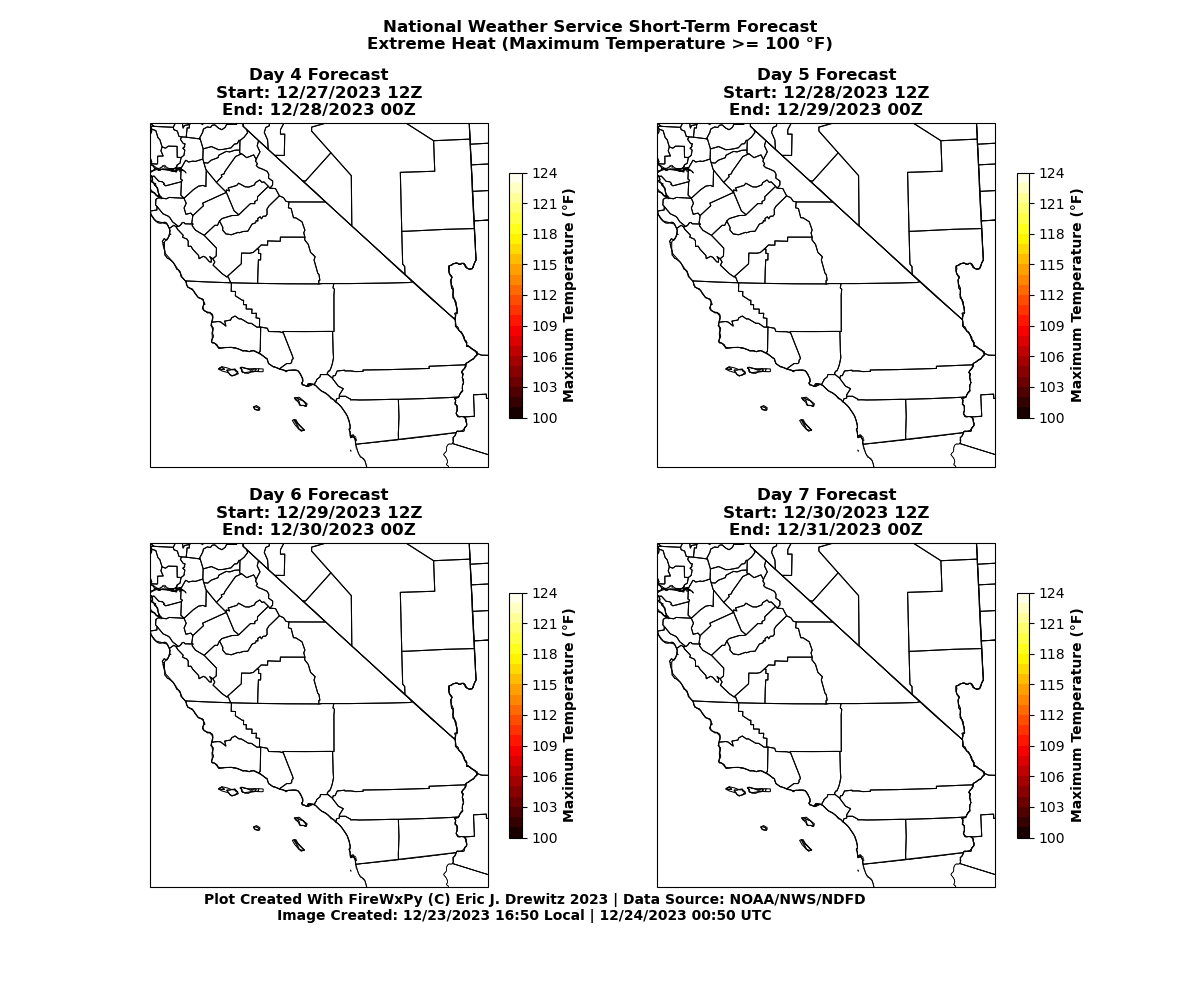 National Weather Service Short-Term Forecast
Extreme Heat (Maximum Temperature >= 100 °F)
Day 4 Forecast
Start: 12/27/2023 12Z
End: 12/28/2023 00Z
124
121
118
115
112
109
106
103
100
Maximum Temperature (°F)
Day 5 Forecast
Start: 12/28/2023 12Z
End: 12/29/2023 00Z
124
121
118
115
112
109
106
103
100
Maximum Temperature (°F)
Day 6 Forecast
Start: 12/29/2023 12Z
End: 12/30/2023 00Z
124
121
118
115
112
109
106
103
100
Maximum Temperature (°F)
Day 7 Forecast
Start: 12/30/2023 12Z
End: 12/31/2023 00Z
124
121
118
115
112
109
106
103
100
Maximum Temperature (°F)
Plot Created With FireWxPy (C) Eric J. Drewitz 2023 | Data Source: NOAA/NWS/NDFD
Image Created: 12/23/2023 16:50 Local | 12/24/2023 00:50 UTC